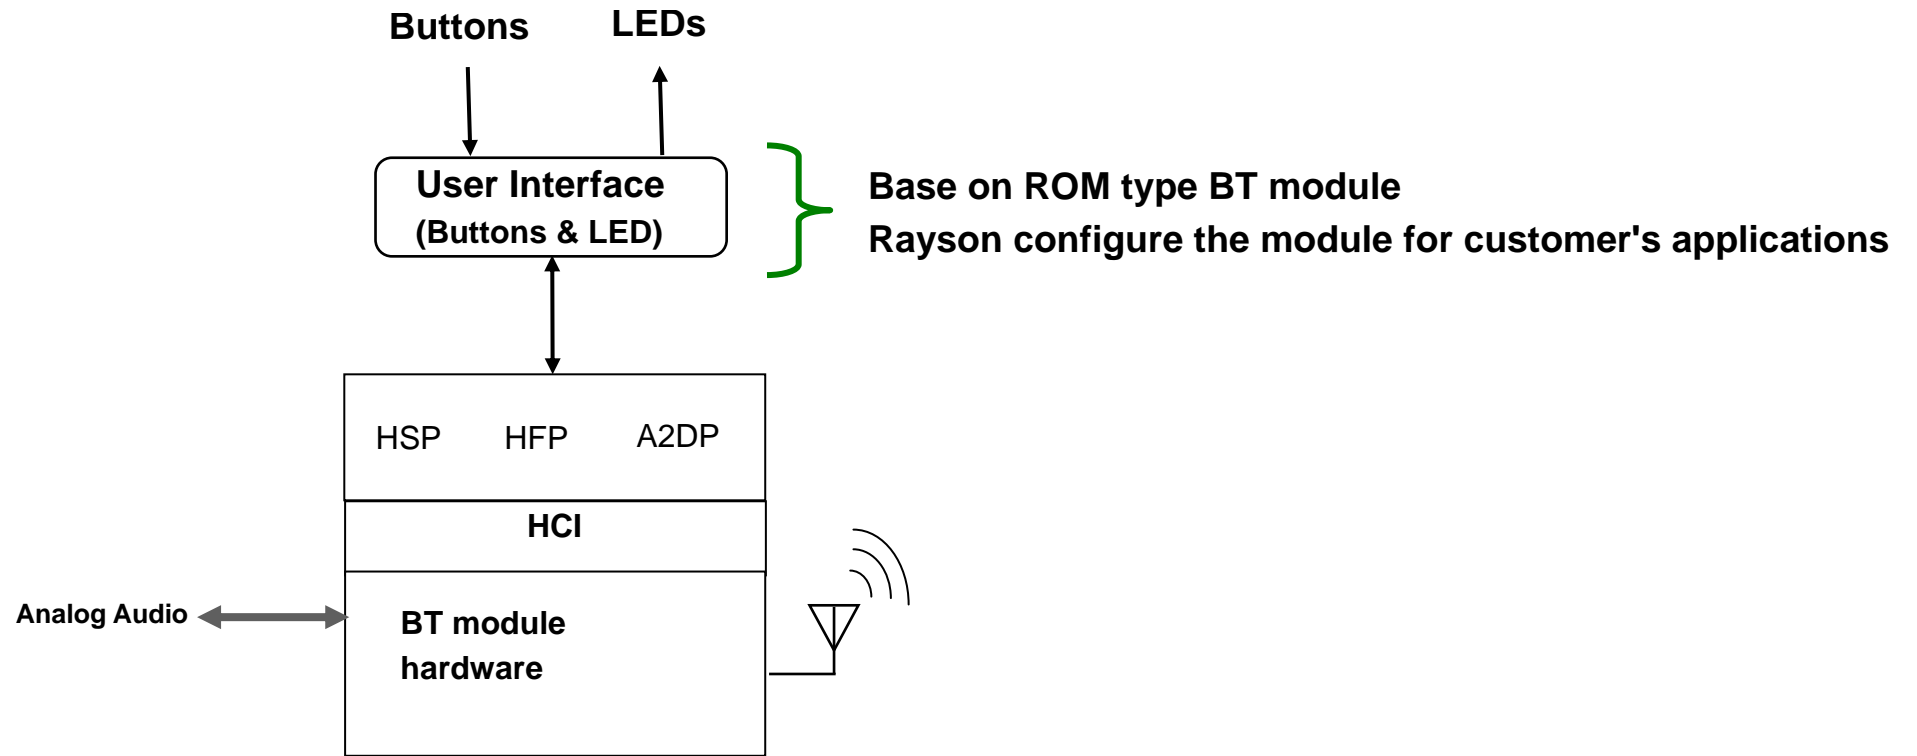 Buttons
LEDs
User Interface
(Buttons & LED)
Base on ROM type BT module
Rayson configure the module for customer's applications
HSP
HFP
A2DP
HCI
Analog Audio
BT module
hardware